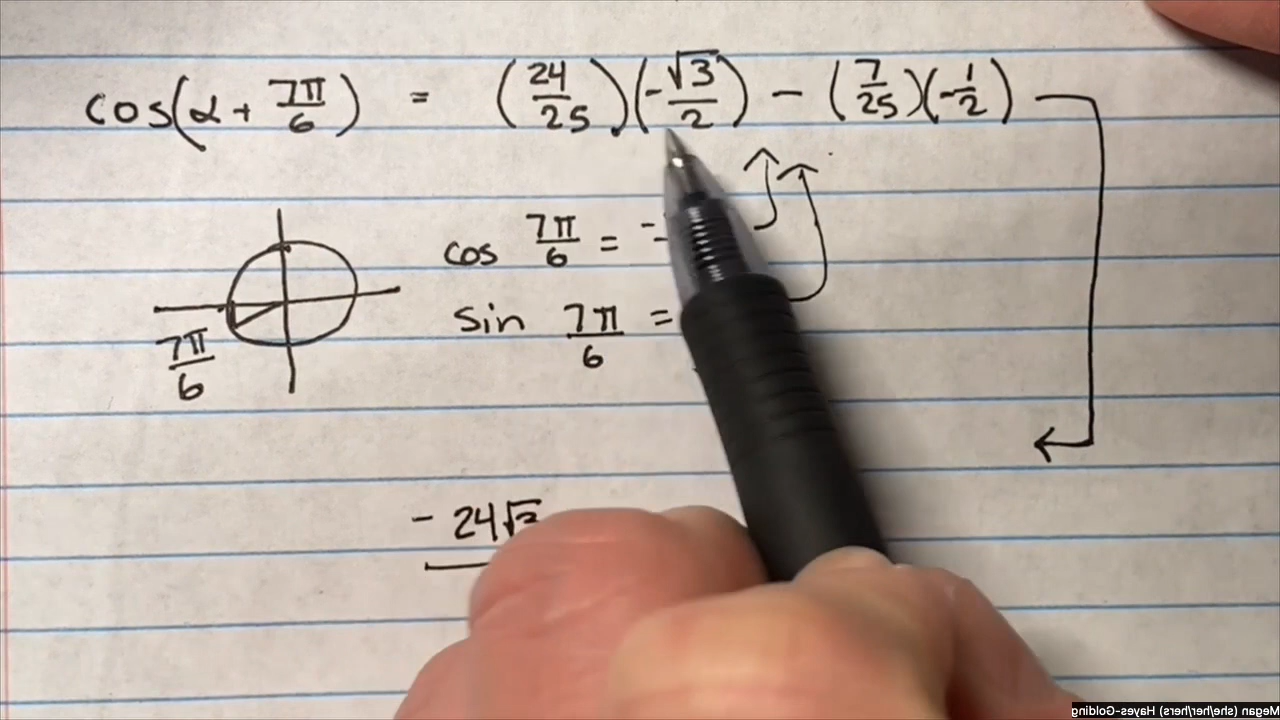 cos(α + 7π/6) = (24/25)(-√3/2) - (7/25)(-1/2)
cos 7π/6 = -
sin 7π/6 =
7π/6
- 24√3
Megan (she/her/hers) Hayes-Golding